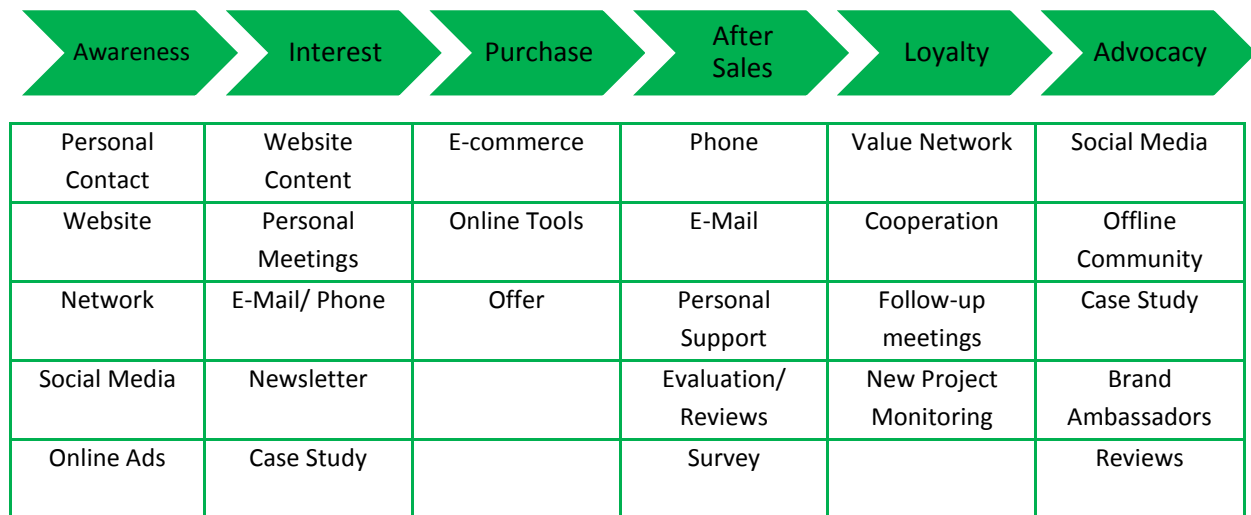 Awareness
Interest
Purchase
After
Sales
Loyalty
Advocacy
Personal
Contact
Website
Content
E-commerce
Phone
Value Network
Social Media
Website
Personal
Meetings
Online Tools
E-Mail
Cooperation
Offline
Community
Network
E-Mail/ Phone
Offer
Personal
Support
Follow-up
meetings
Case Study
Social Media
Newsletter
Evaluation/
Reviews
New Project
Monitoring
Brand
Ambassadors
Online Ads
Case Study
Survey
Reviews